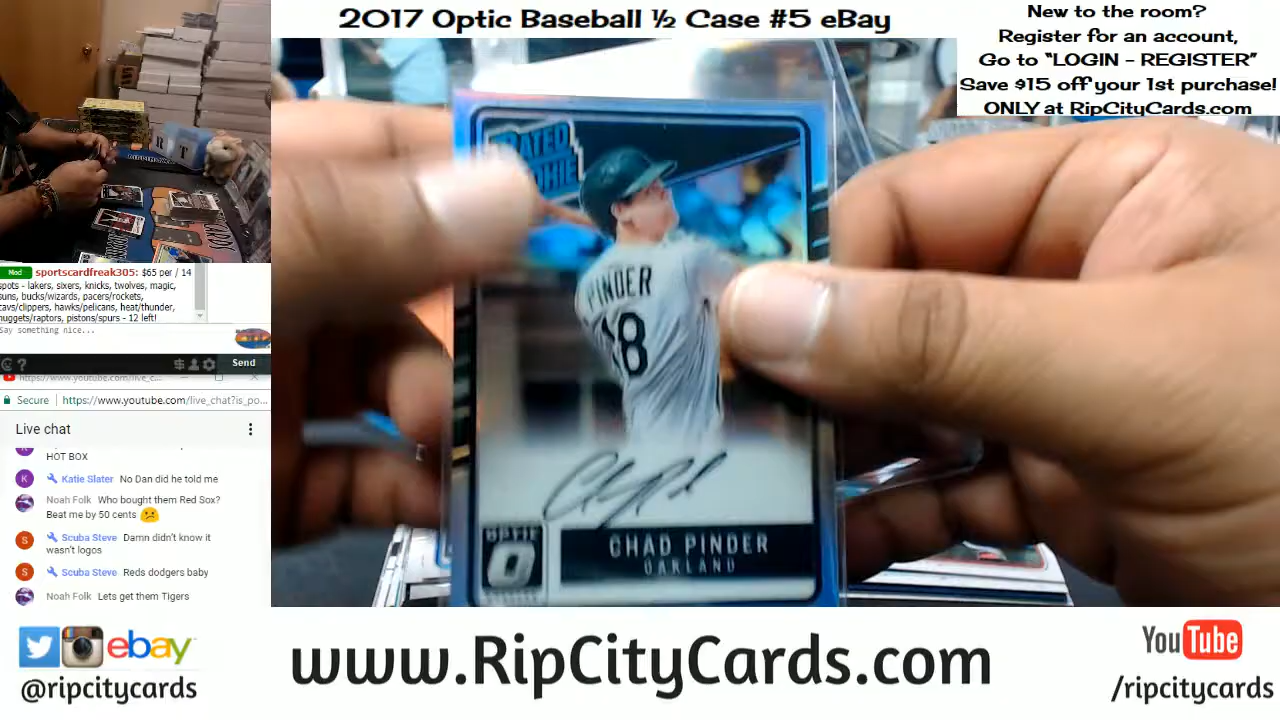 2017 Optic Baseball ½ Case #5 eBay
New to the room?
Register for an account,
Go to “LOGIN - REGISTER”
Save $15 off your 1st purchase!
ONLY at RipCityCards.com
RATED
PINDER
18
CHAD PINDER
OAKLAND
OPTIC
Mod sportscardfreak305: $65 per / 14
spots - lakers, sixers, knicks, twolves, magic,
suns, bucks/wizards, pacers/rockets,
cavs/clippers, hawks/pelicans, heat/thunder,
nuggets/raptors, pistons/spurs - 12 left!
Say something nice...
Send
https://www.youtube.com/live_c...
Secure https://www.youtube.com/live_chat?is_po...
Live chat
HOT BOX
K Katie Slater No Dan did he told me
Noah Folk Who bought them Red Sox?
Beat me by 50 cents
S Scuba Steve Damn didn't know it
wasn't logos
S Scuba Steve Reds dodgers baby
Noah Folk Lets get them Tigers
ebay
@ripcitycards
www.RipCityCards.com
YouTube
/ripcitycards